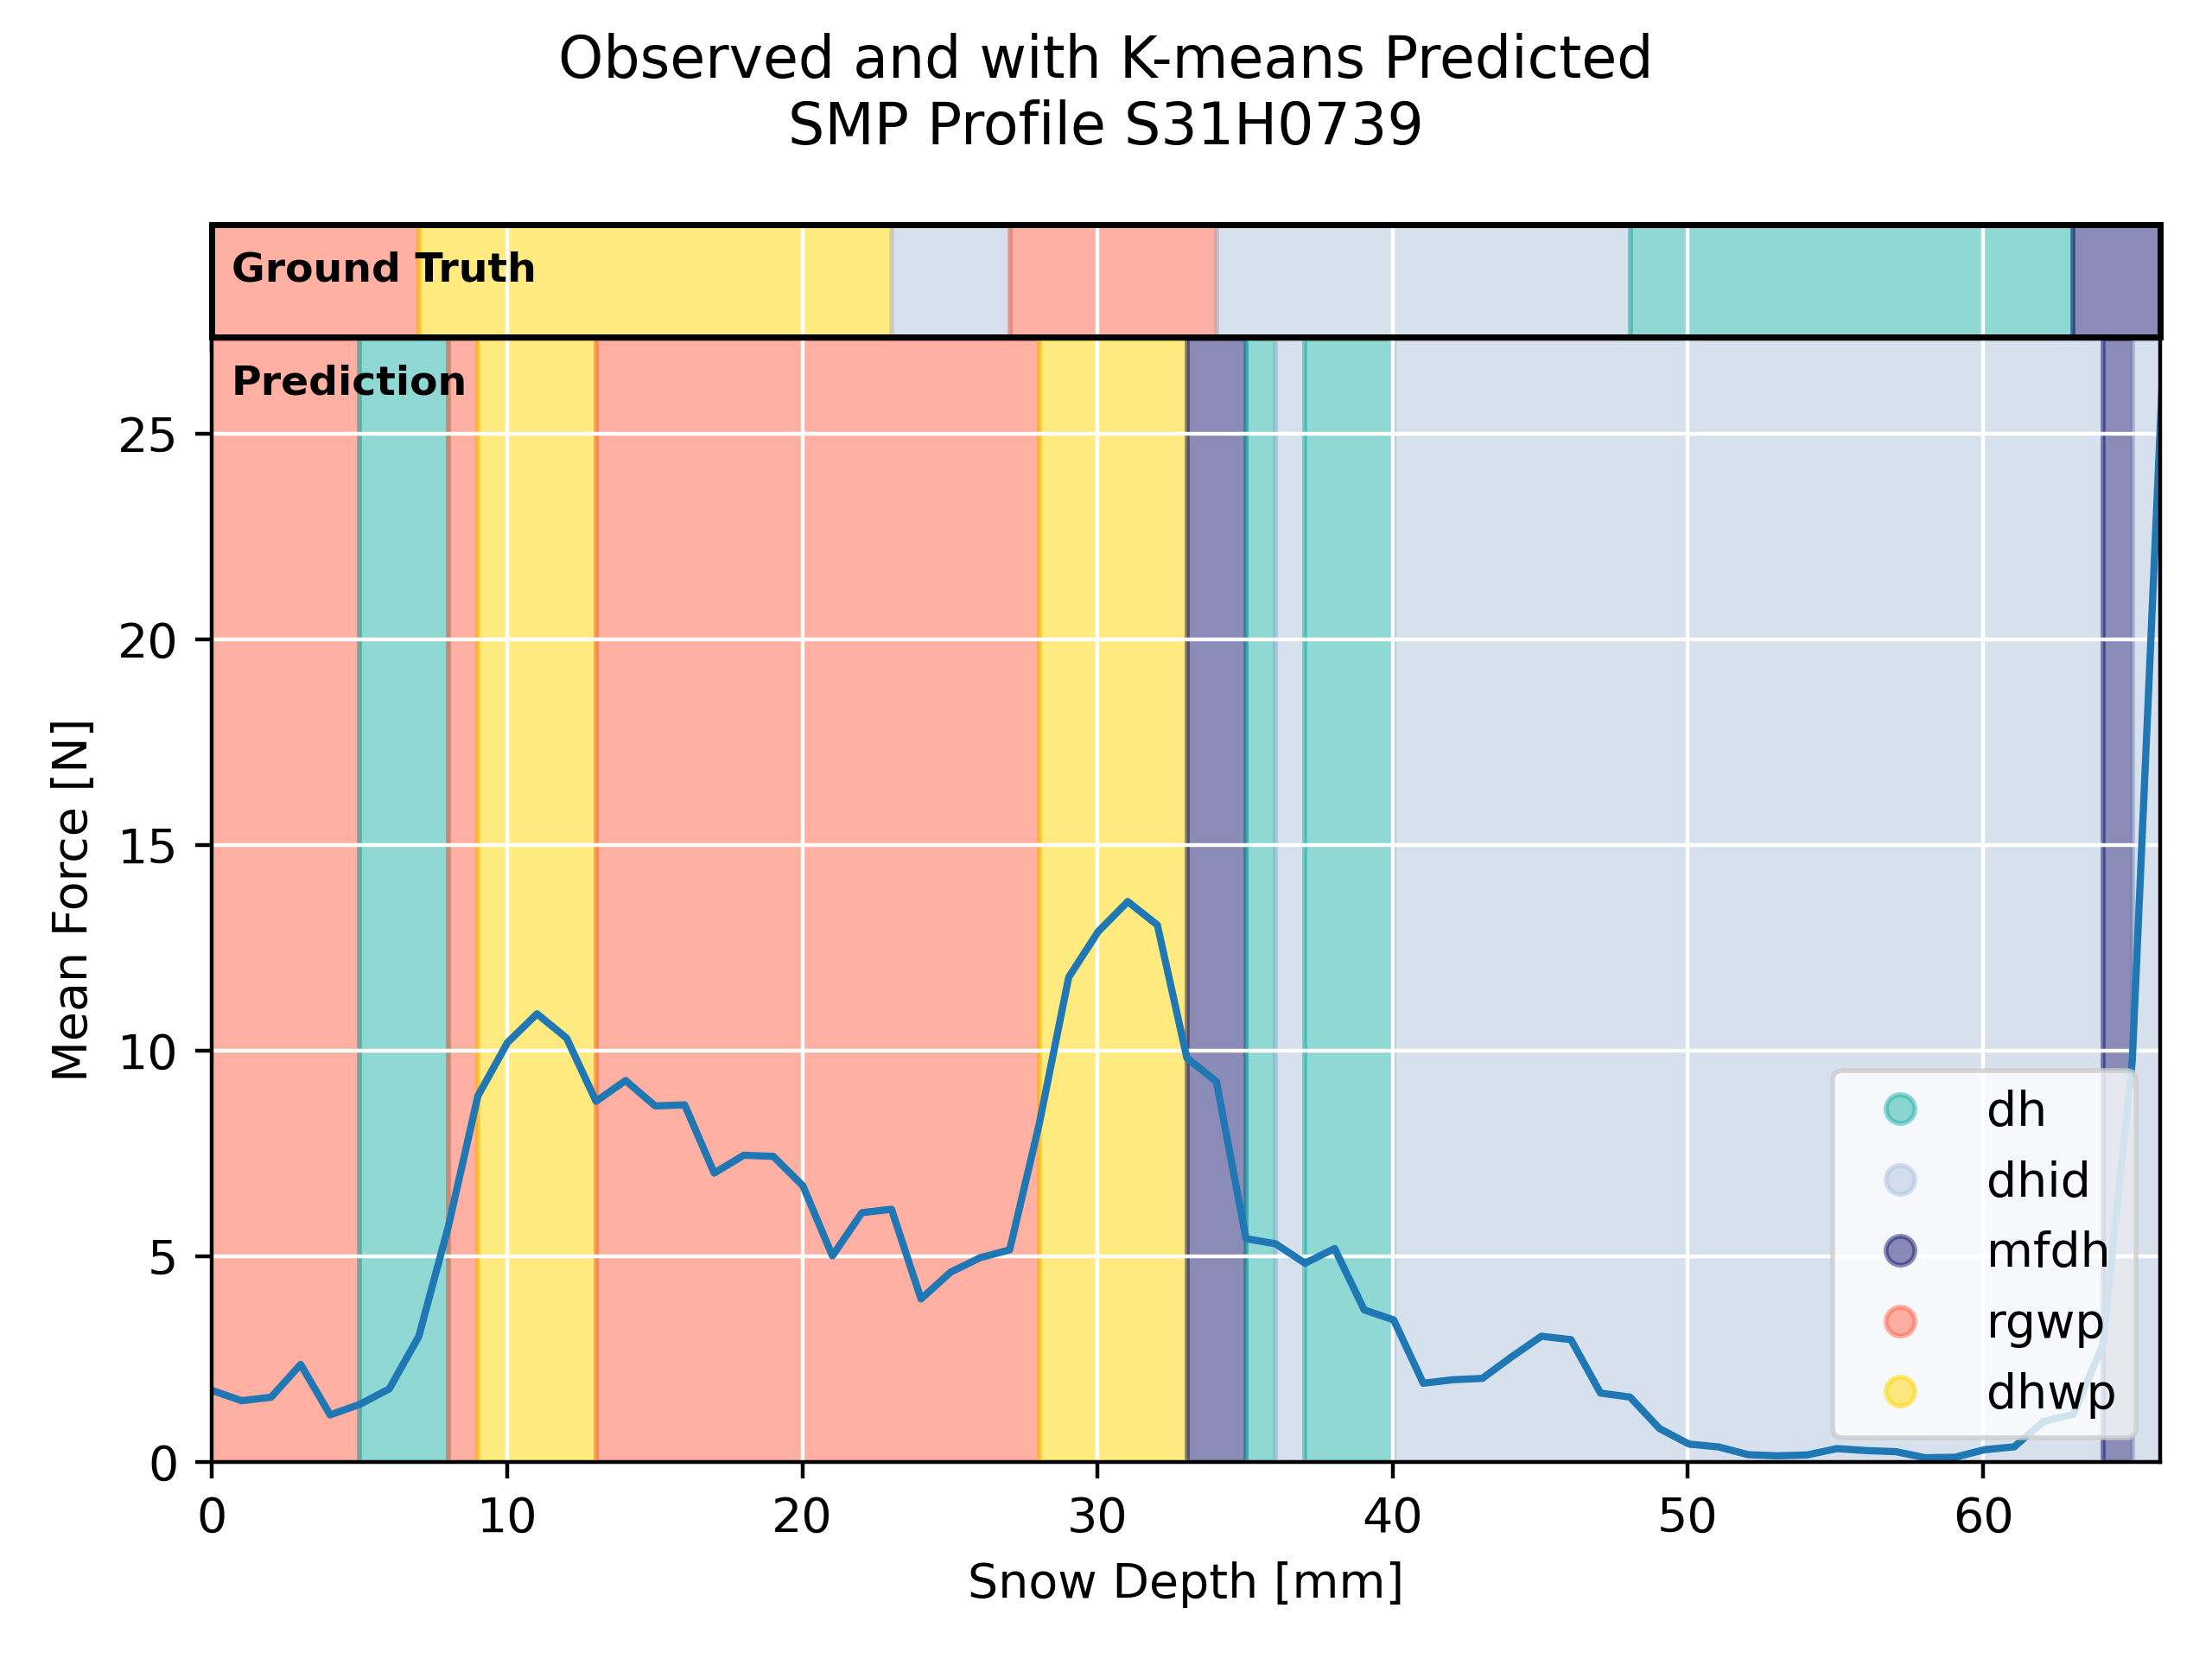 Observed and with K-means Predicted
SMP Profile S31H0739
Ground Truth
Prediction
25
20
15
10
5
0
Mean Force [N]
0 10 20 30 40 50 60
Snow Depth [mm]
dh
dhid
mfdh
rgwp
dhwp